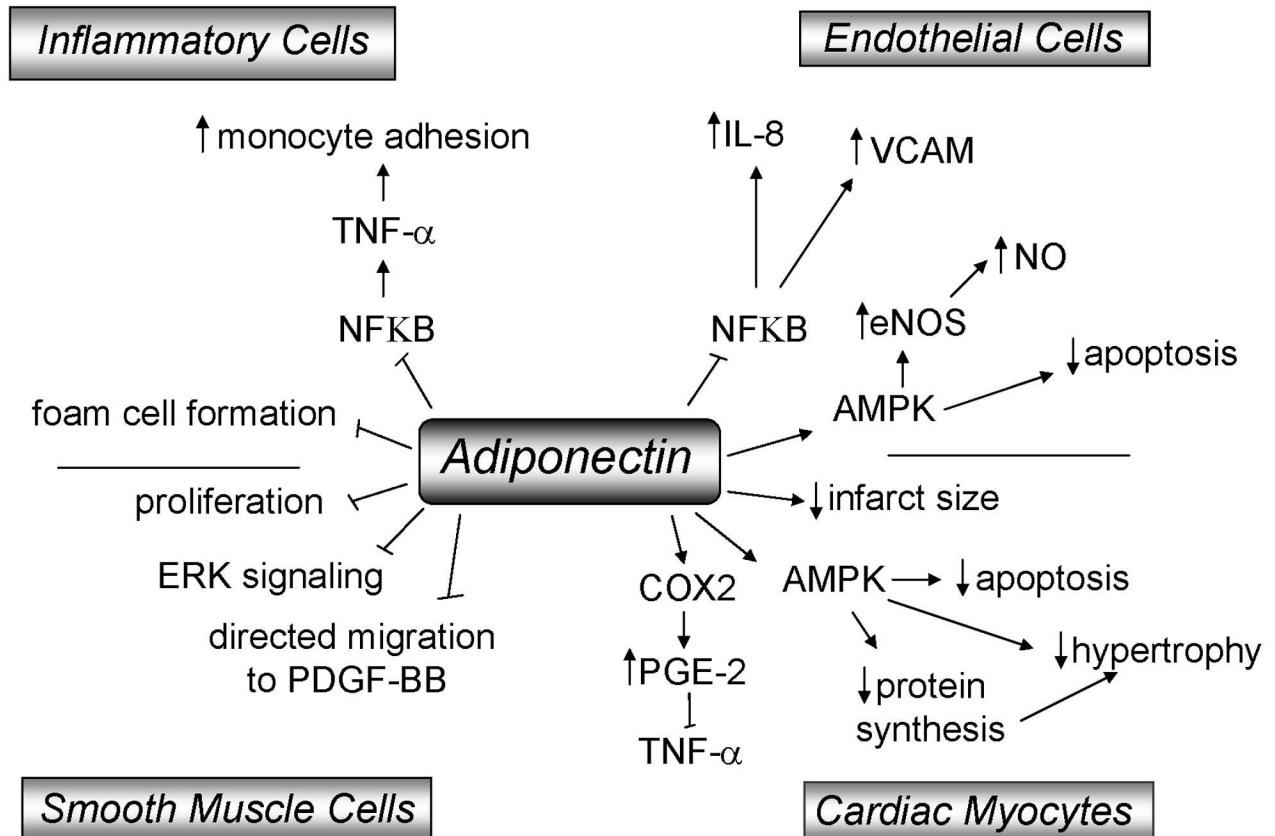 Inflammatory Cells
Endothelial Cells
↑monocyte adhesion
TNF-α
NFKB
foam cell formation
↑IL-8
↑VCAM
NFKB
↑NO
↑eNOS
AMPK
↓apoptosis
Adiponectin
proliferation
ERK signaling
directed migration
to PDGF-BB
COX2
↑PGE-2
TNF-α
↓infarct size
AMPK
↓apoptosis
↓hypertrophy
↓protein
synthesis
Smooth Muscle Cells
Cardiac Myocytes